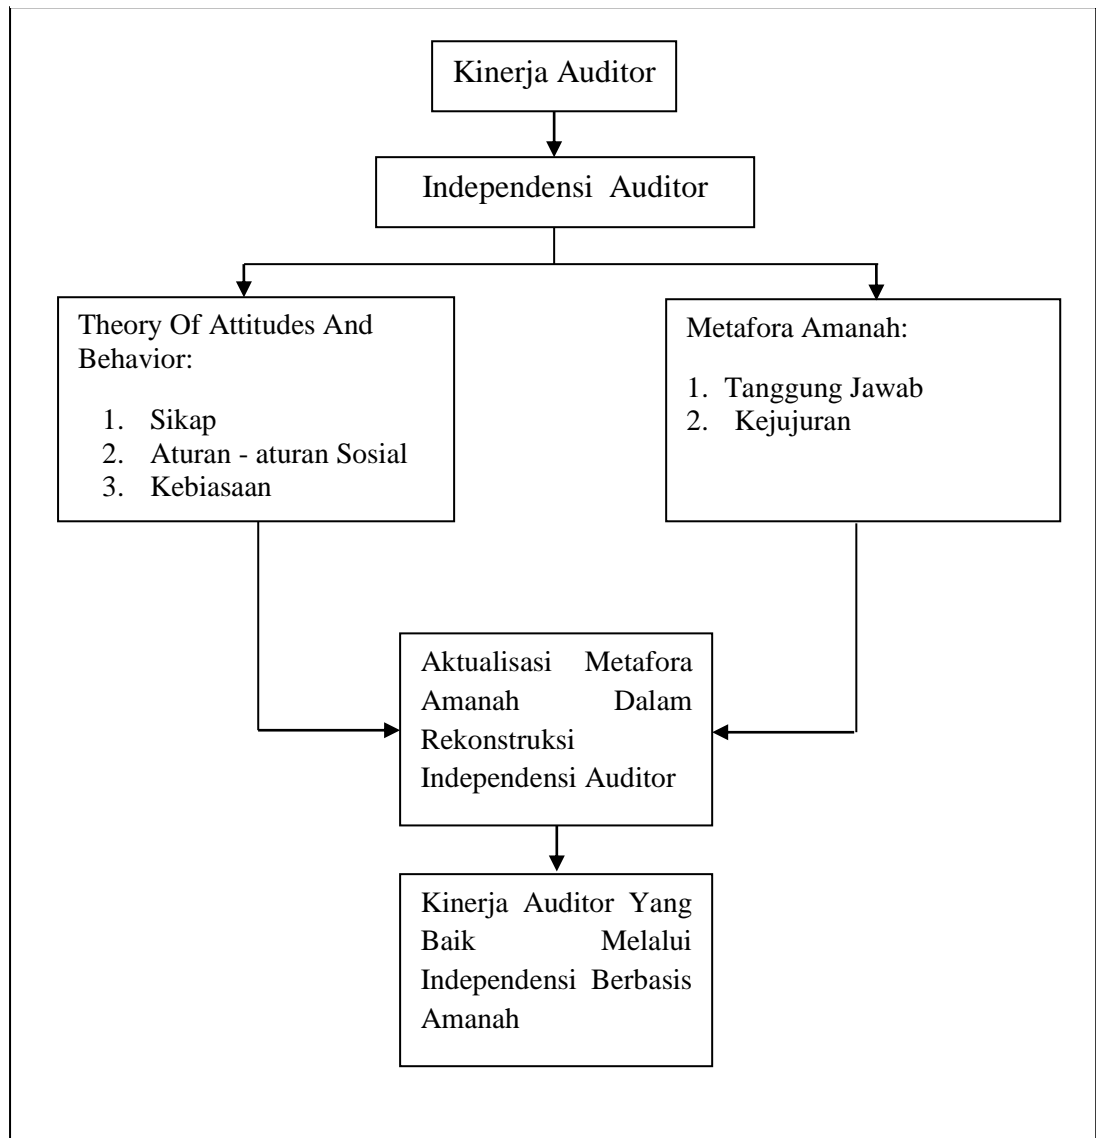 Kinerja Auditor
Independensi Auditor
Theory Of Attitudes And
Behavior:
1. Sikap
2. Aturan - aturan Sosial
3. Kebiasaan
Metafora Amanah:
1. Tanggung Jawab
2. Kejujuran
Aktualisasi Metafora
Amanah Dalam
Rekonstruksi
Independensi Auditor
Kinerja Auditor Yang
Baik Melalui
Independensi Berbasis
Amanah